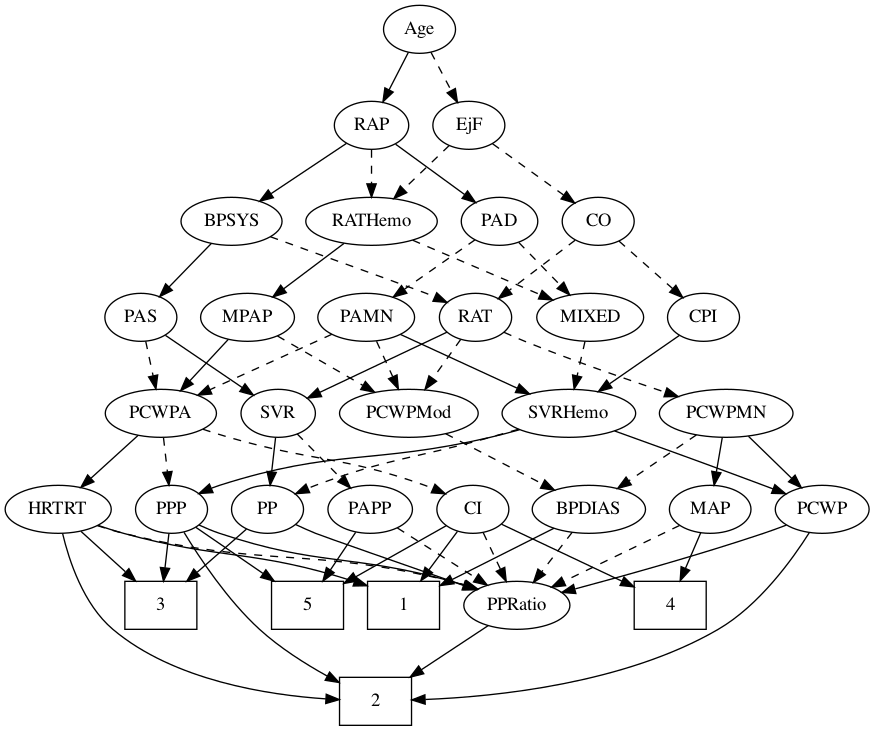 Age
RAP EjF
BPSYS RATHemo PAD CO
PAS MPAP PAMN RAT MIXED CPI
PCWPA SVR PCWPMod SVRHemo PCWPMN
HRTRT PPP PP PAPP CI BPDIAS MAP PCWP
3 5 1 PPRatio 4
2